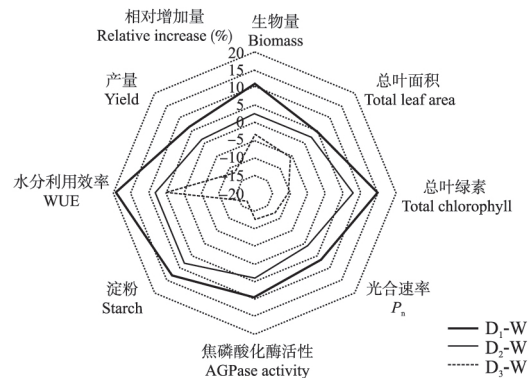 相对增加量
Relative increase (%)
生物量
Biomass
20
15
10
5
0
−5
−10
−15
−20
产量
Yield
总叶面积
Total leaf area
水分利用效率
WUE
总叶绿素
Total chlorophyll
淀粉
Starch
光合速率
Pn
焦磷酸化酶活性
AGPase activity
D1-W
D2-W
D3-W